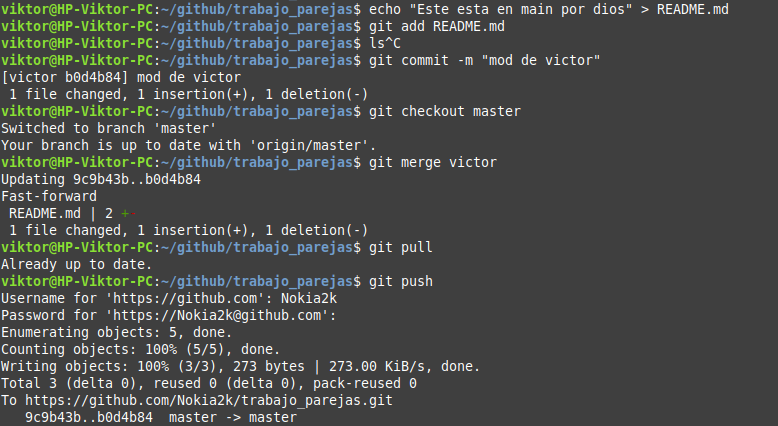 viktor@HP-Viktor-PC:~/github/trabajo_parejas$ echo "Este esta en main por dios" > README.md
viktor@HP-Viktor-PC:~/github/trabajo_parejas$ git add README.md
viktor@HP-Viktor-PC:~/github/trabajo_parejas$ ls^C
viktor@HP-Viktor-PC:~/github/trabajo_parejas$ git commit -m "mod de victor"
[victor b0d4b84] mod de victor
 1 file changed, 1 insertion(+), 1 deletion(-)
viktor@HP-Viktor-PC:~/github/trabajo_parejas$ git checkout master
Switched to branch 'master'
Your branch is up to date with 'origin/master'.
viktor@HP-Viktor-PC:~/github/trabajo_parejas$ git merge victor
Updating 9c9b43b..b0d4b84
Fast-forward
 README.md | 2 +
 1 file changed, 1 insertion(+), 1 deletion(-)
viktor@HP-Viktor-PC:~/github/trabajo_parejas$ git pull
Already up to date.
viktor@HP-Viktor-PC:~/github/trabajo_parejas$ git push
Username for 'https://github.com': Nokia2k
Password for 'https://Nokia2k@github.com':
Enumerating objects: 5, done.
Counting objects: 100% (5/5), done.
Writing objects: 100% (3/3), 273 bytes | 273.00 KiB/s, done.
Total 3 (delta 0), reused 0 (delta 0), pack-reused 0
To https://github.com/Nokia2k/trabajo_parejas.git
   9c9b43b..b0d4b84  master -> master